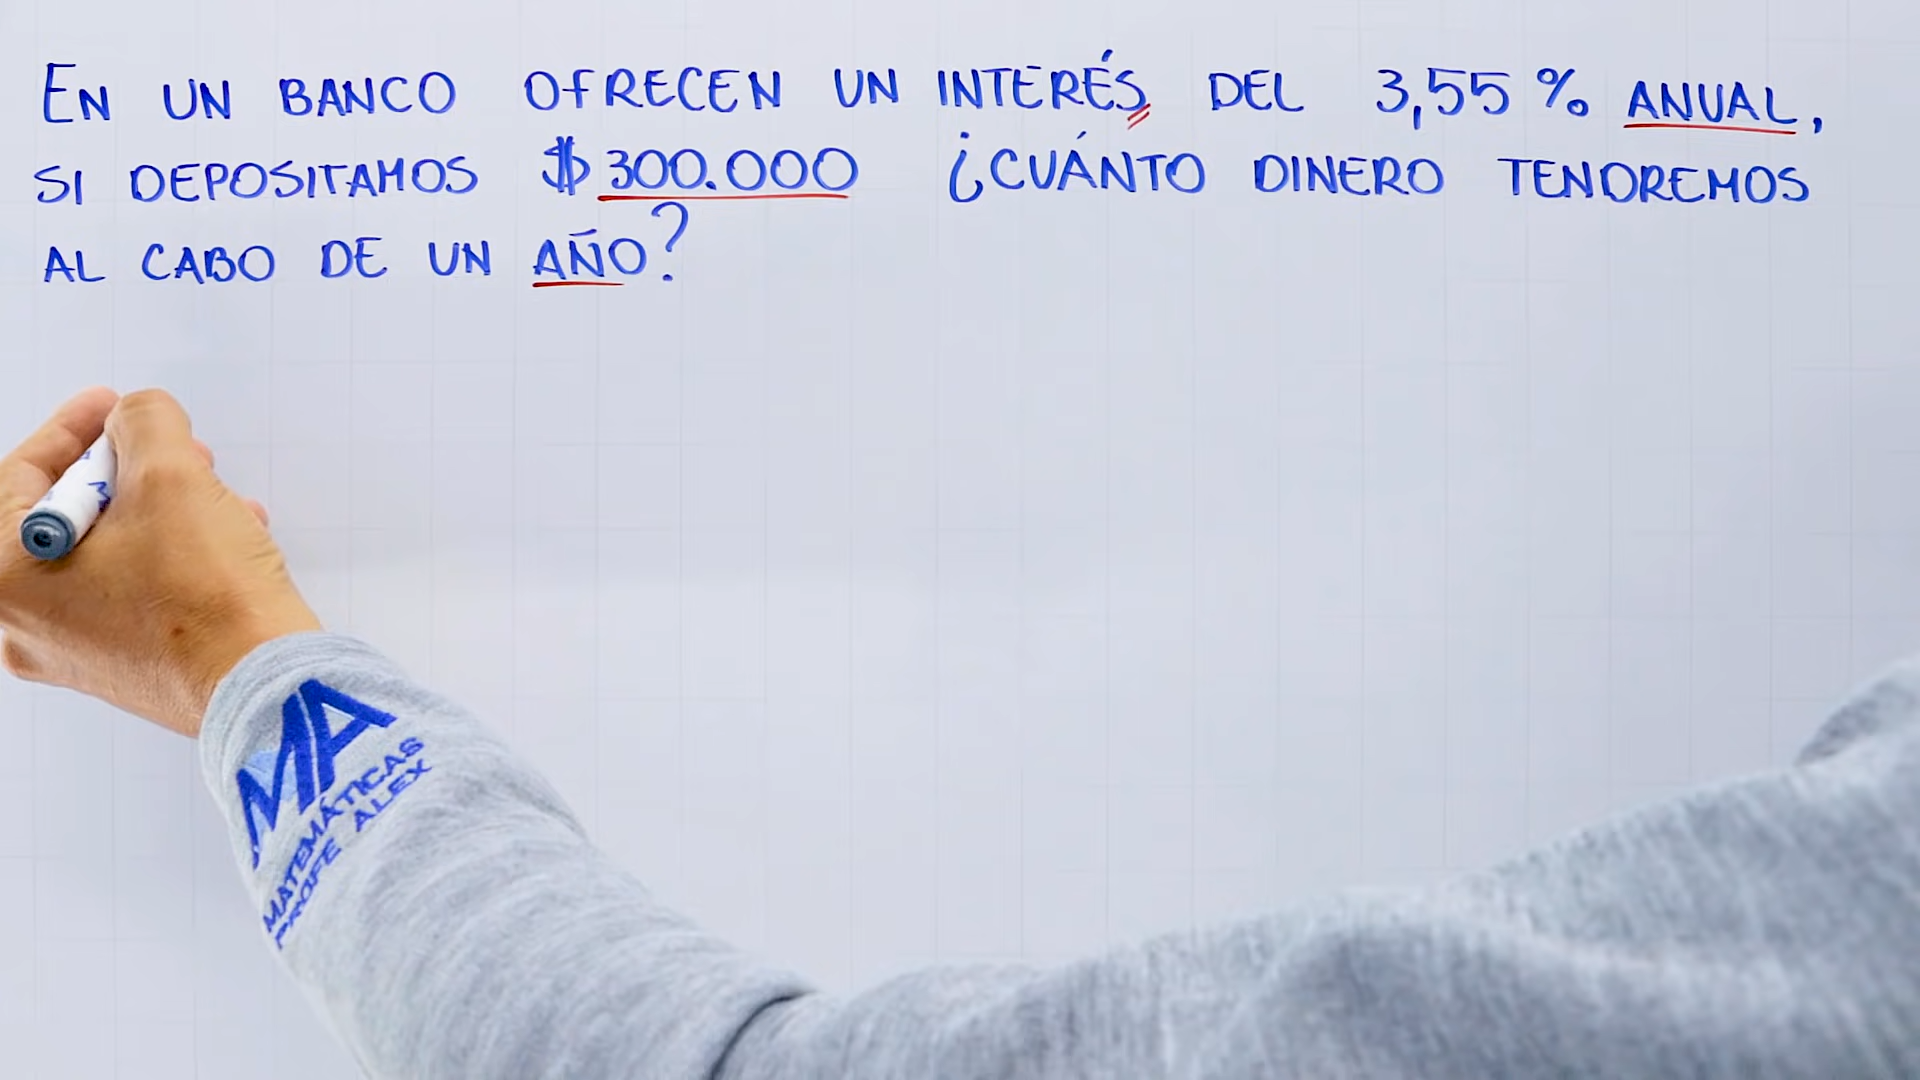 EN UN BANCO OFRECEN UN INTERÉS DEL 3,55% ANUAL,
SI DEPOSITAMOS $300.000 ¿CUÁNTO DINERO TENDREMOS
AL CABO DE UN AÑO?
MA
MATEMÁTICAS
PROFE ALEX